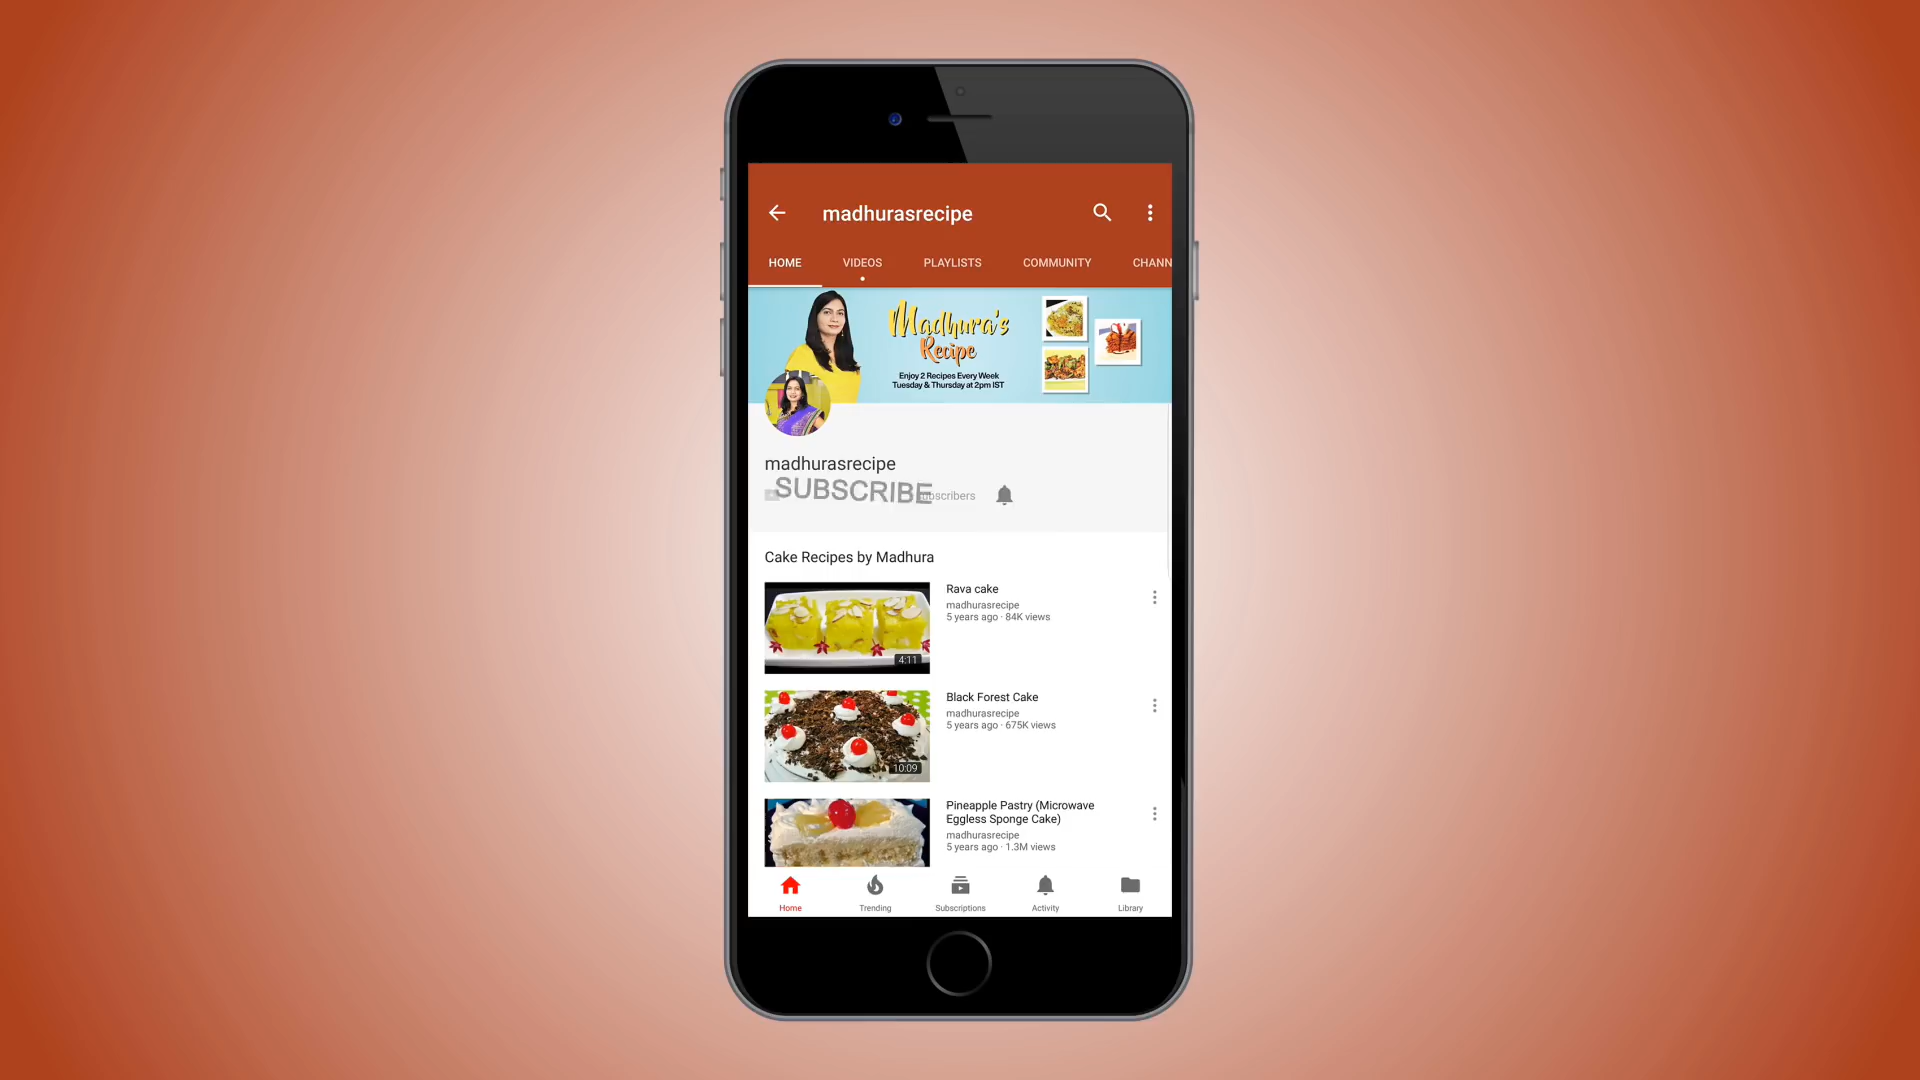 madhurasrecipe
HOME VIDEOS PLAYLISTS COMMUNITY CHANN
Madhura's
Recipe
Enjoy 2 Recipes Every Week
Tuesday & Thursday at 2pm IST
madhurasrecipe
SUBSCRIBE
Cake Recipes by Madhura
Rava cake
madhurasrecipe
5 years ago · 84K views
4:11
Black Forest Cake
madhurasrecipe
5 years ago · 675K views
10:09
Pineapple Pastry (Microwave
Eggless Sponge Cake)
madhurasrecipe
5 years ago · 1.3M views
Home Trending Subscriptions Activity Library